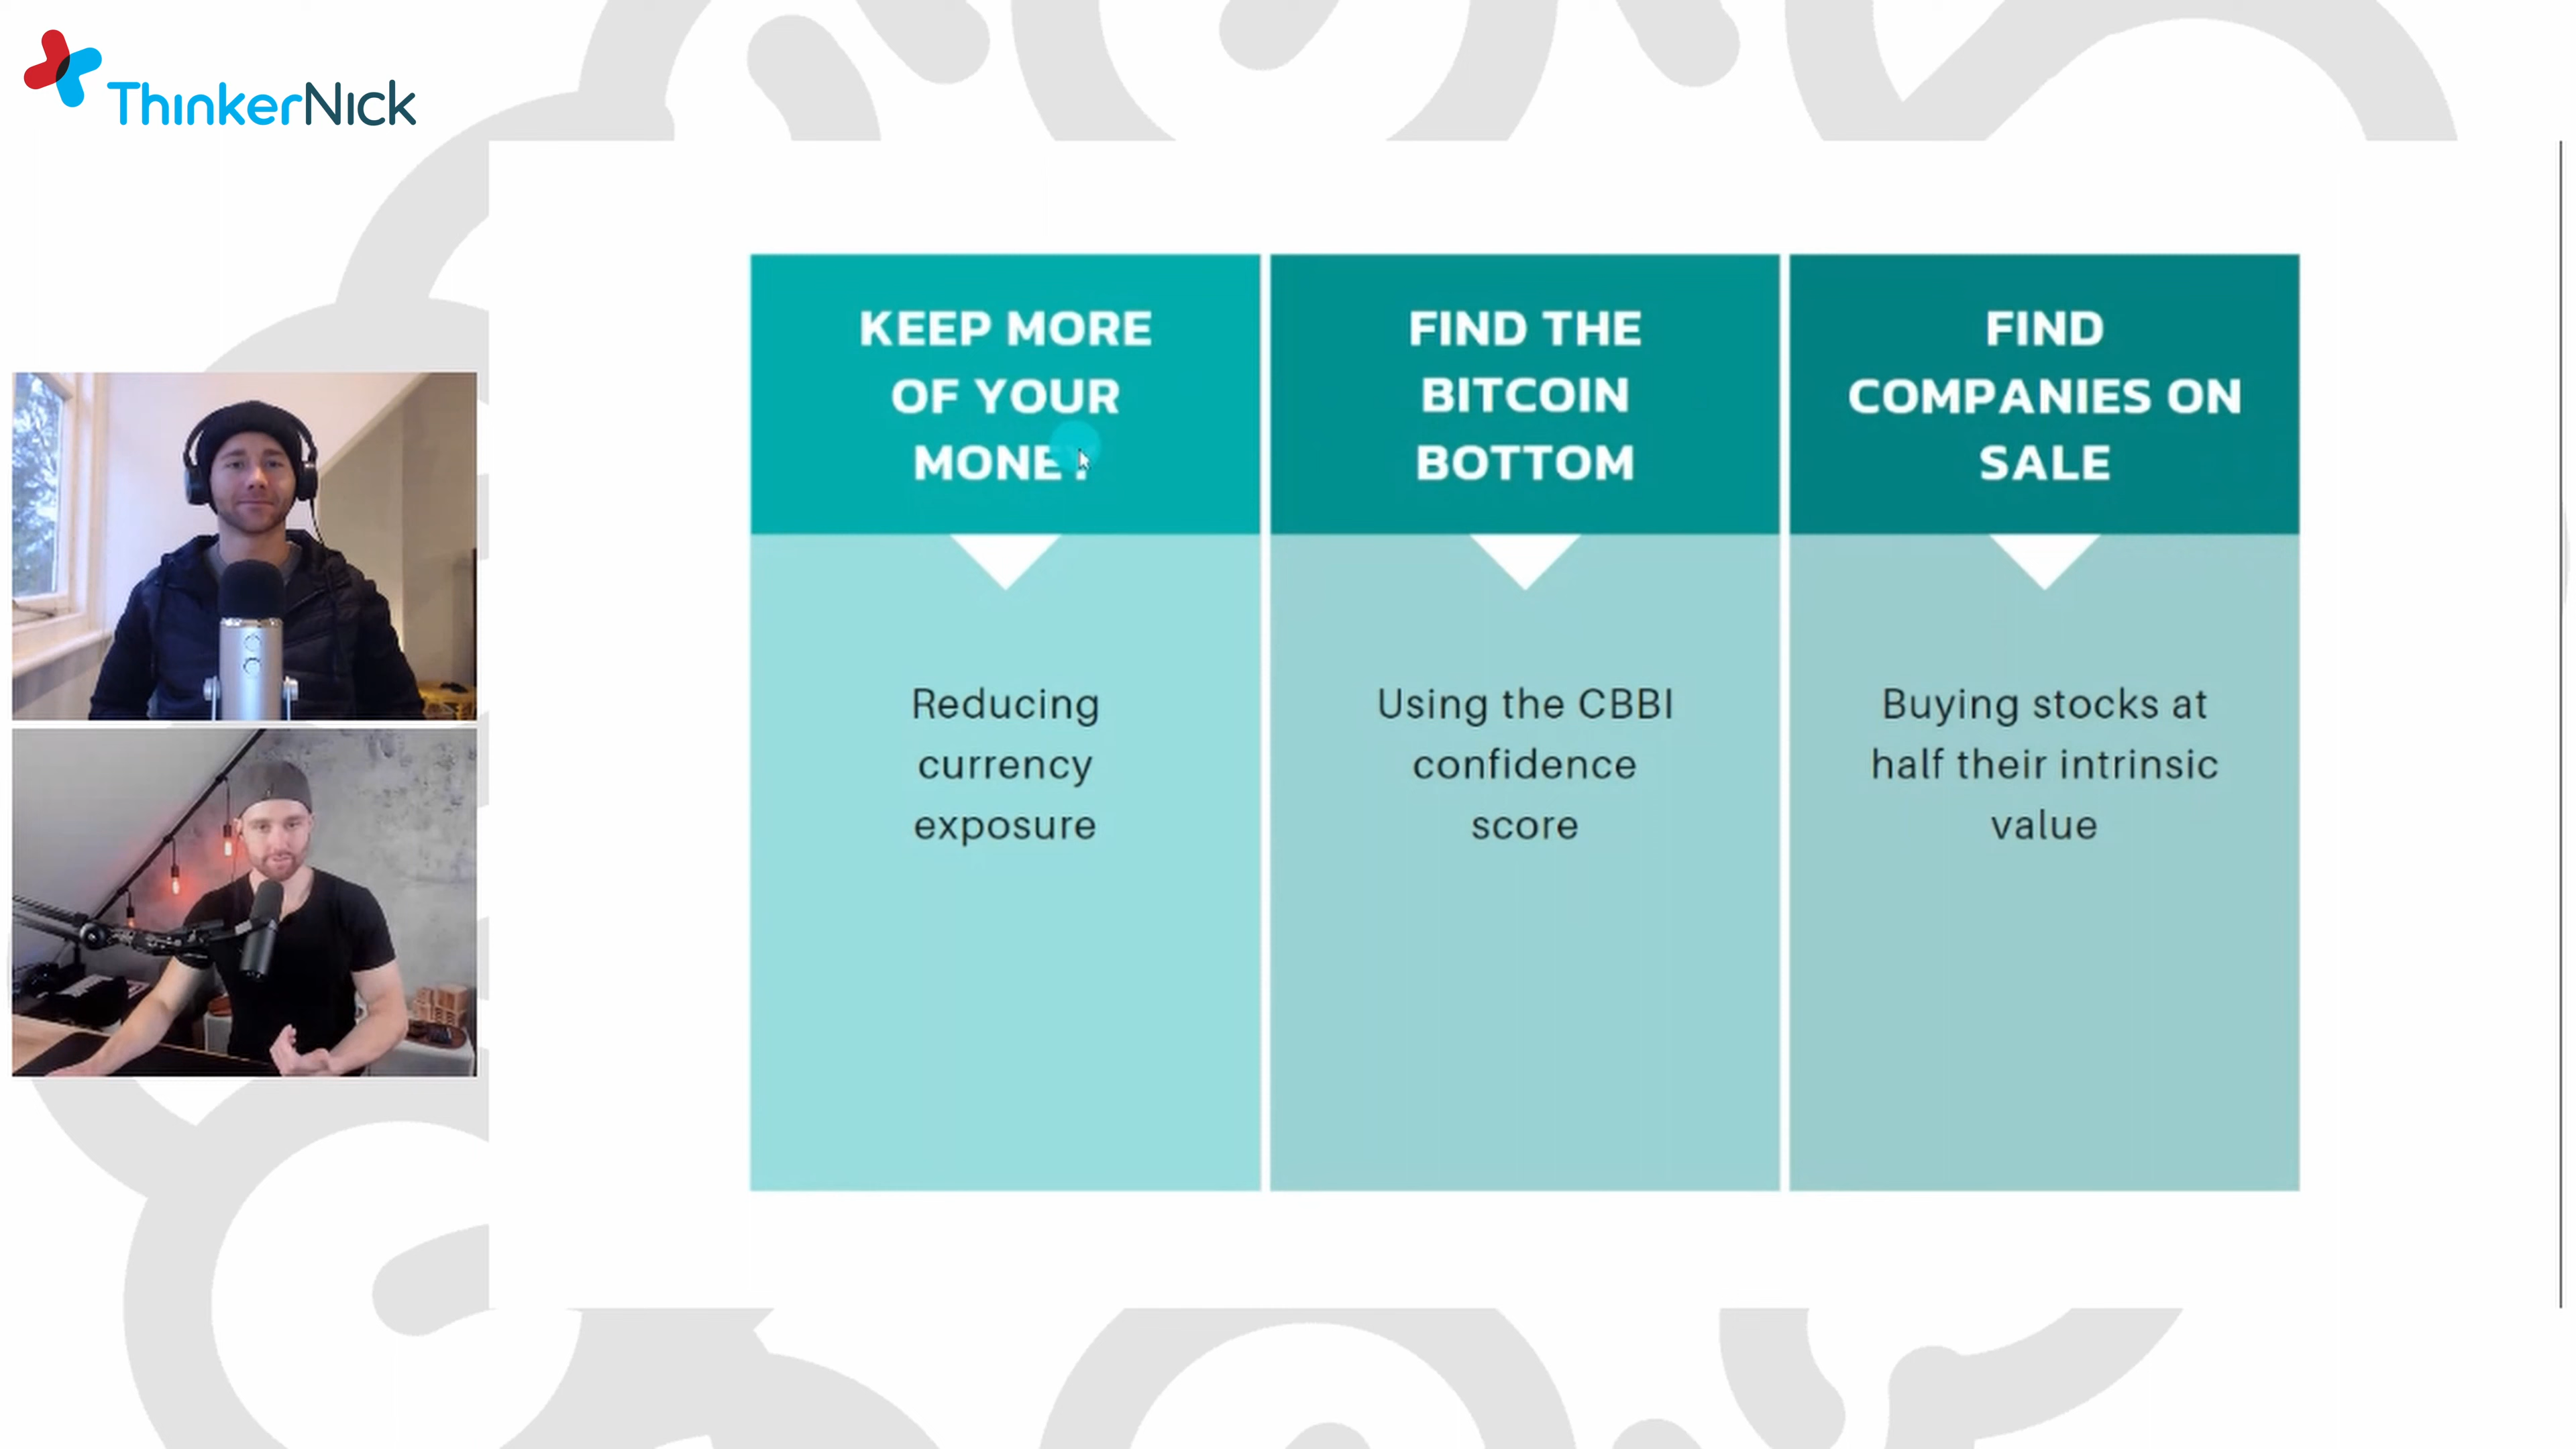 ThinkerNick
KEEP MORE
OF YOUR
MONEY
Reducing
currency
exposure
FIND THE
BITCOIN
BOTTOM
Using the CBBI
confidence
score
FIND
COMPANIES ON
SALE
Buying stocks at
half their intrinsic
value